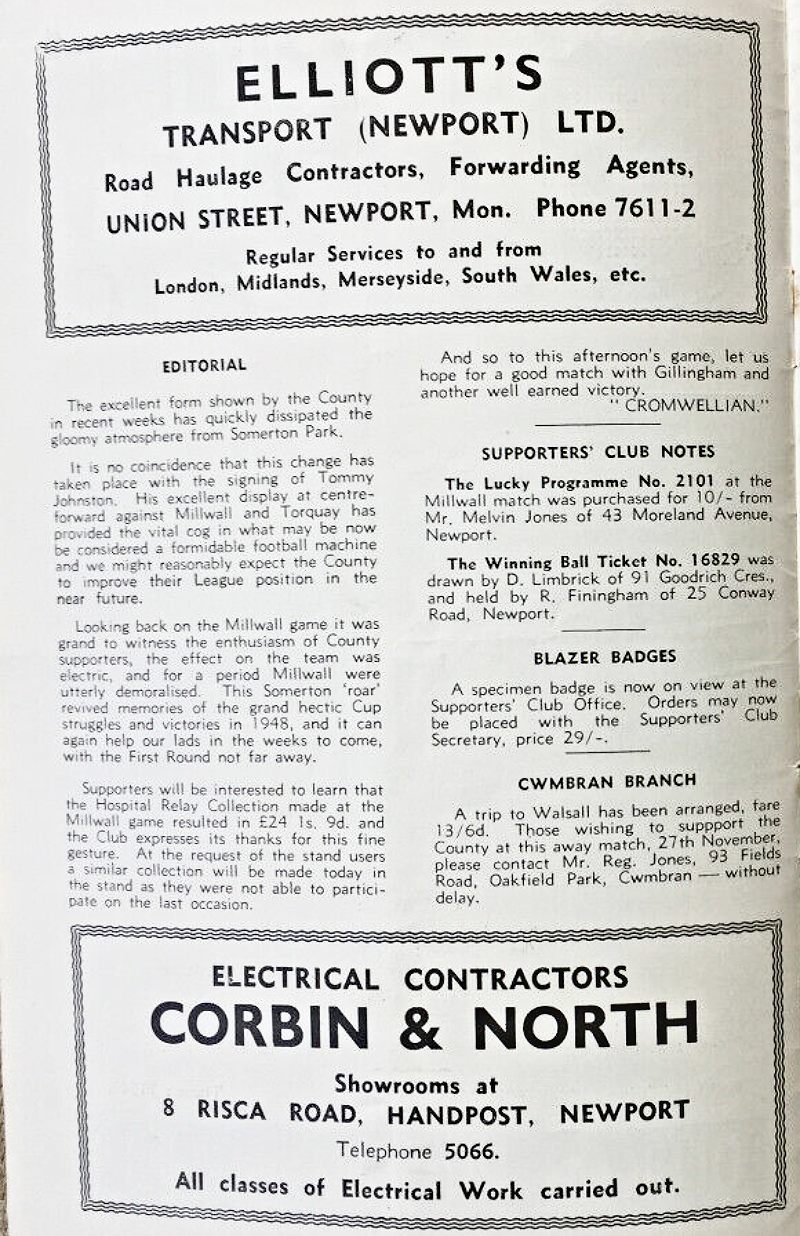 ELLIOTT'S
TRANSPORT (NEWPORT) LTD.
Road Haulage Contractors, Forwarding Agents,
UNION STREET, NEWPORT, Mon. Phone 7611-2
Regular Services to and from
London, Midlands, Merseyside, South Wales, etc.
EDITORIAL
The excellent form shown by the County
in recent weeks has quickly dissipated the
gloomy atmosphere from Somerton Park.
It is no coincidence that this change has
taken place with the signing of Tommy
Johnston. His excellent display at centre-
forward against Millwall and Torquay has
provided the vital cog in what may be now
be considered a formidable football machine
and we might reasonably expect the County
to improve their League position in the
near future.
Looking back on the Millwall game it was
grand to witness the enthusiasm of County
supporters, the effect on the team was
electric, and for a period Millwall were
utterly demoralised. This Somerton 'roar'
revived memories of the grand hectic Cup
struggles and victories in 1948, and it can
again help our lads in the weeks to come,
with the First Round not far away.
Supporters will be interested to learn that
the Hospital Relay Collection made at the
Millwall game resulted in £24 1s. 9d. and
the Club expresses its thanks for this fine
gesture. At the request of the stand users
a similar collection will be made today in
the stand as they were not able to partici-
pate on the last occasion.
And so to this afternoon's game, let us
hope for a good match with Gillingham and
another well earned victory.
" CROMWELLIAN."
SUPPORTERS' CLUB NOTES
The Lucky Programme No. 2101 at the
Millwall match was purchased for 10/- from
Mr. Melvin Jones of 43 Moreland Avenue,
Newport.
The Winning Ball Ticket No. 16829 was
drawn by D. Limbrick of 91 Goodrich Cres.,
and held by R. Finingham of 25 Conway
Road, Newport.
BLAZER BADGES
A specimen badge is now on view at the
Supporters' Club Office. Orders may now
be placed with the Supporters' Club
Secretary, price 29/-.
CWMBRAN BRANCH
A trip to Walsall has been arranged, fare
13/6d. Those wishing to suppport the
County at this away match, 27th November,
please contact Mr. Reg. Jones, 93 Fields
Road, Oakfield Park, Cwmbran — without
delay.
ELECTRICAL CONTRACTORS
CORBIN & NORTH
Showrooms at
8 RISCA ROAD, HANDPOST, NEWPORT
Telephone 5066.
All classes of Electrical Work carried out.